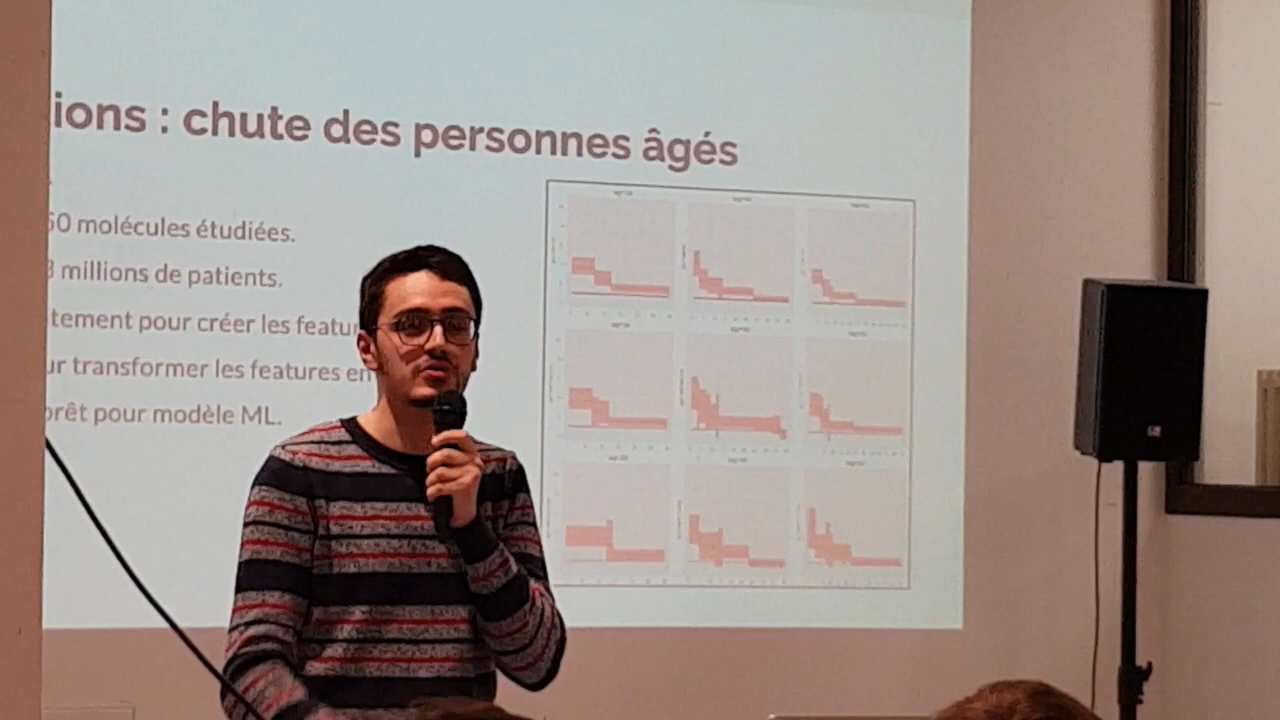 ions : chute des personnes âgés
50 molécules étudiées.
3 millions de patients.
tement pour créer les featur
ur transformer les features en
prêt pour modèle ML.